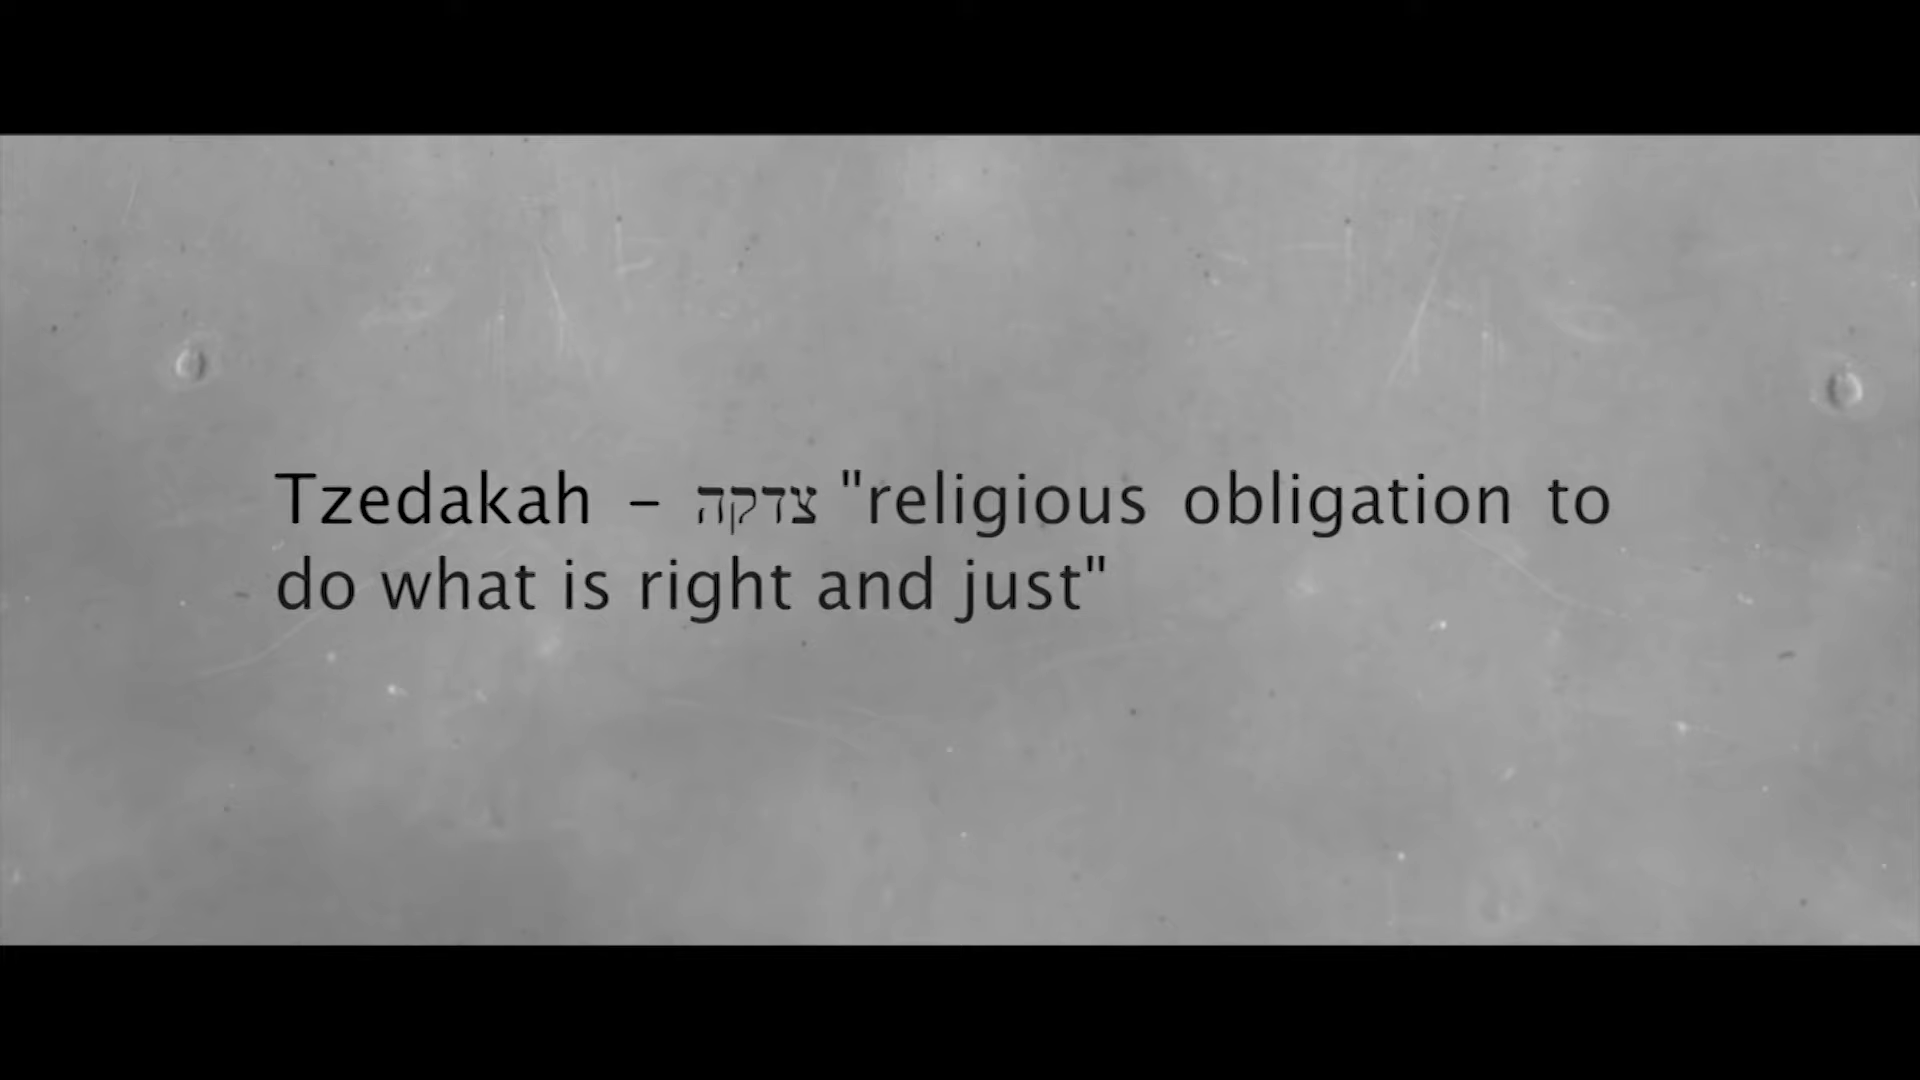 Tzedakah – צדקה "religious obligation to
do what is right and just"